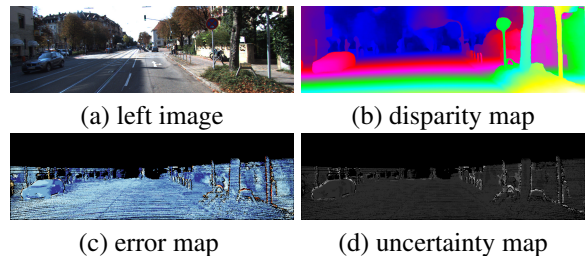 (a) left image
(b) disparity map
(c) error map
(d) uncertainty map